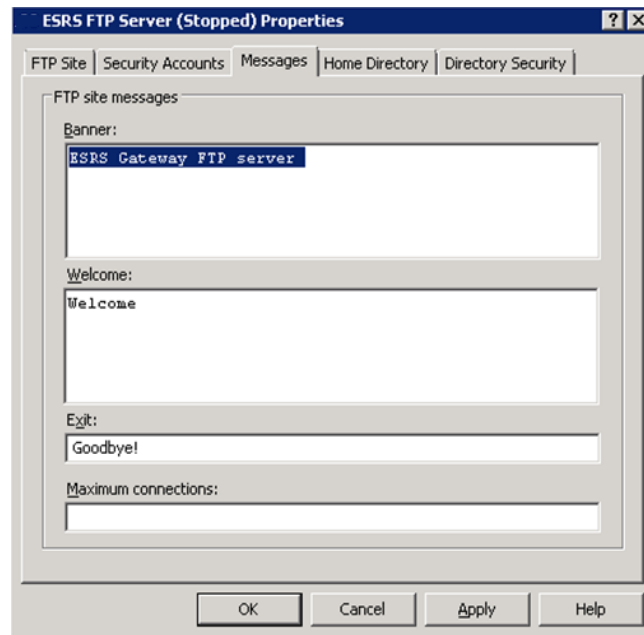 ESRS FTP Server (Stopped) Properties
FTP Site
Security Accounts
Messages
Home Directory
Directory Security
FTP site messages
Banner:
ESRS Gateway FTP server
Welcome:
Welcome
Exit:
Goodbye!
Maximum connections:
OK
Cancel
Apply
Help